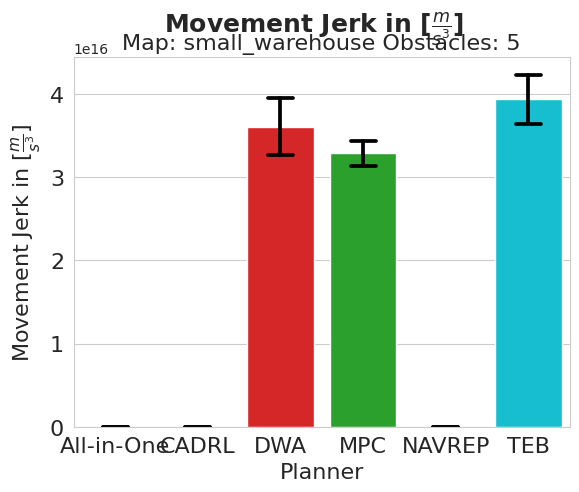 Movement Jerk in [m/s³]
Map: small_warehouse Obstacles: 5
1e16
4
3
2
1
0
Movement Jerk in [m/s³]
All-in-One CADRL DWA MPC NAVREP TEB
Planner